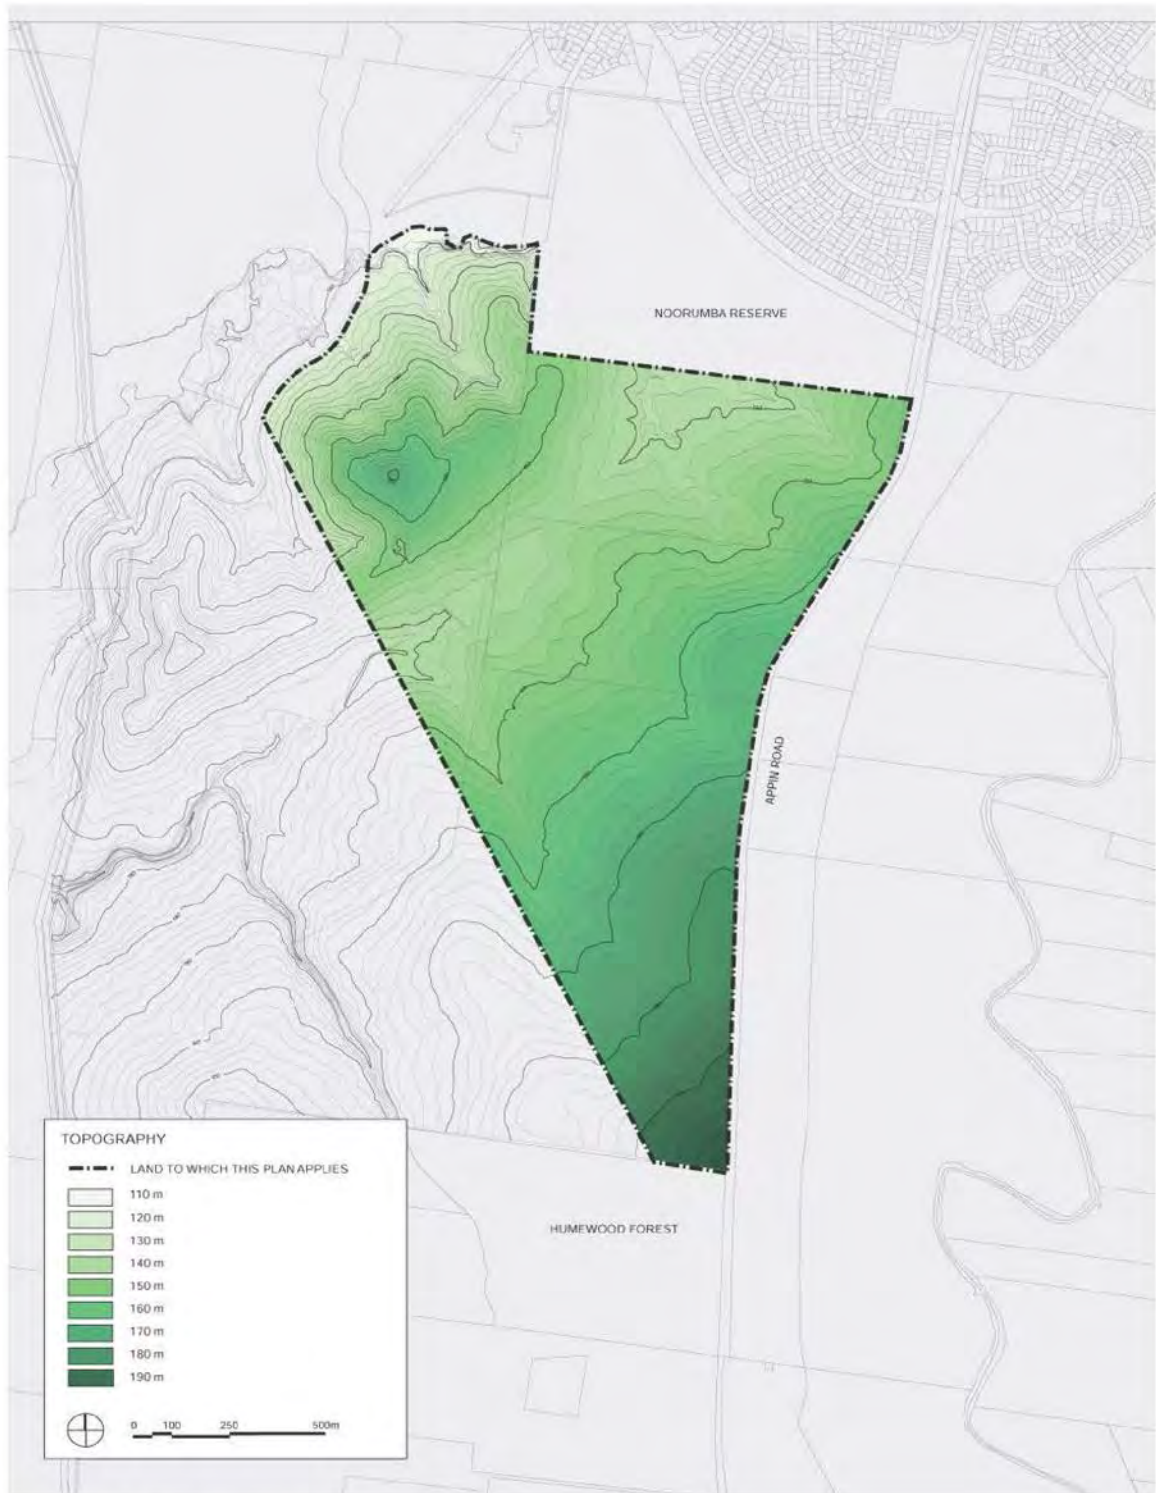 NOORUMBA RESERVE
APPIN ROAD
HUMEWOOD FOREST
TOPOGRAPHY
LAND TO WHICH THIS PLAN APPLIES
110 m
120 m
130 m
140 m
150 m
160 m
170 m
180 m
190 m
0 100 250 500m